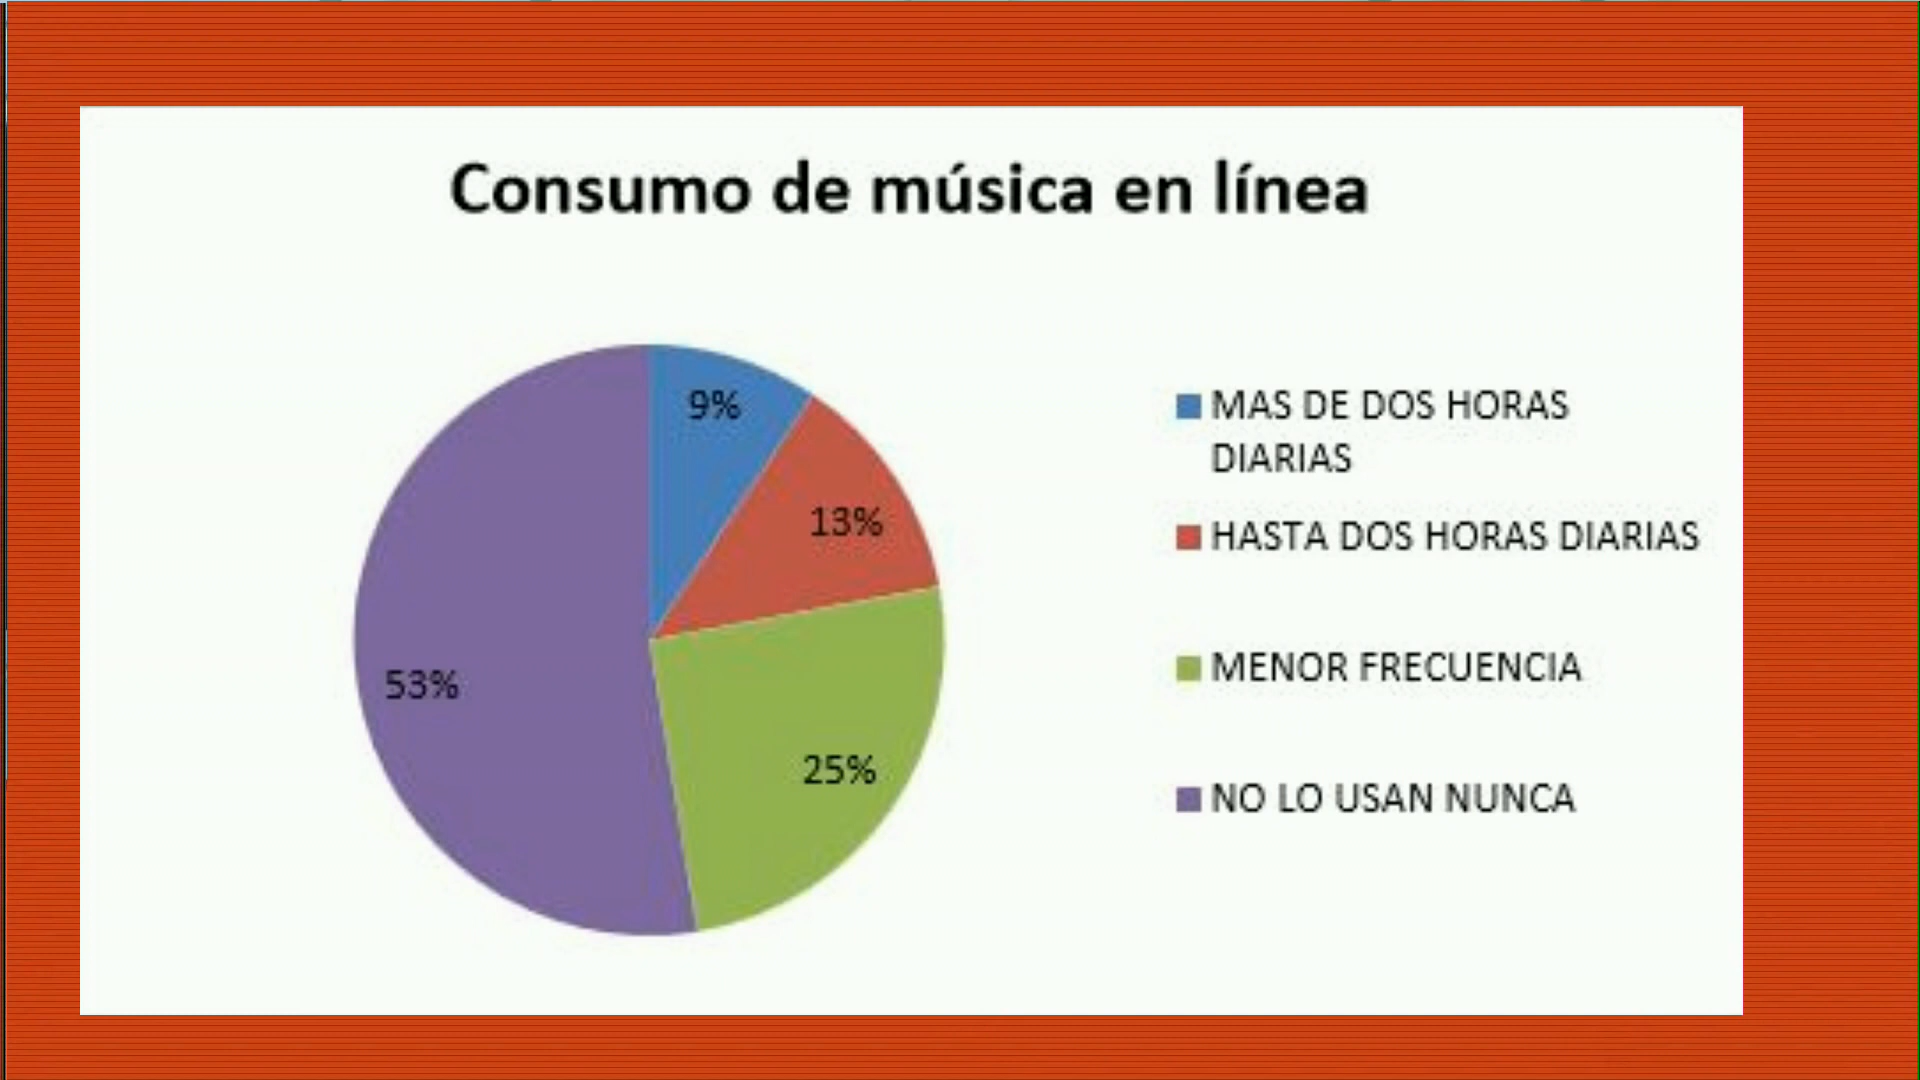 Consumo de música en línea
9%
13%
25%
53%
MAS DE DOS HORAS
DIARIAS
HASTA DOS HORAS DIARIAS
MENOR FRECUENCIA
NO LO USAN NUNCA